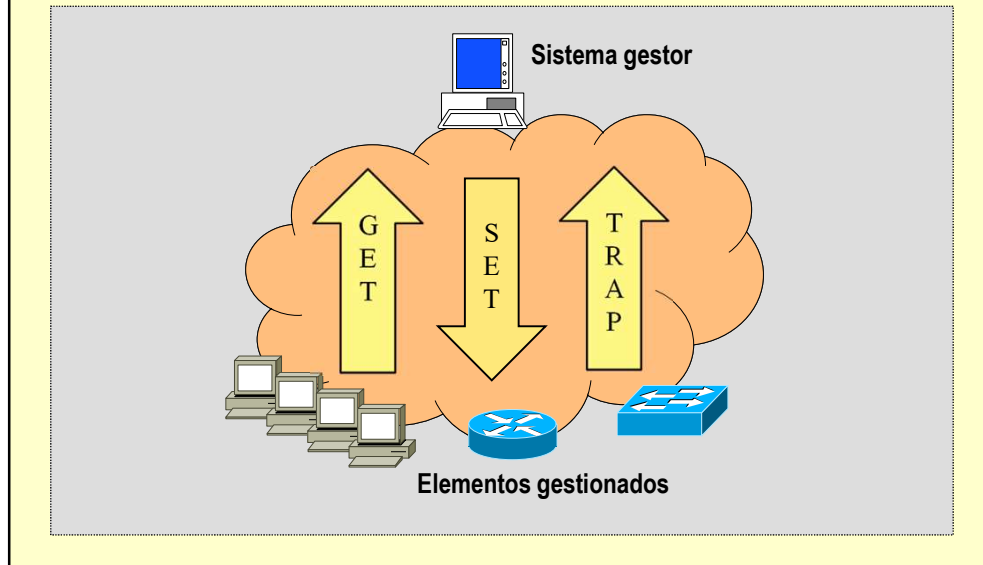 Sistema gestor
GET
SET
TRAP
Elementos gestionados